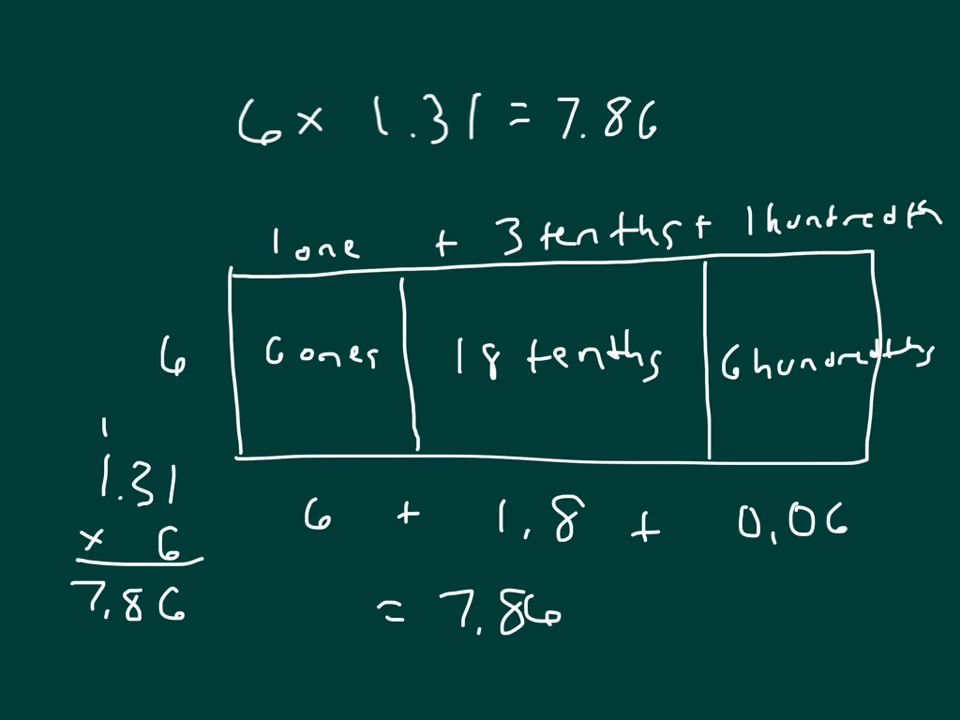 6 × 1.31 = 7.86
1 one + 3 tenths + 1 hundredth
6
6 ones
18 tenths
6 hundredths
6 + 1.8 + 0.06
= 7.86
1
1.31
× 6
7.86